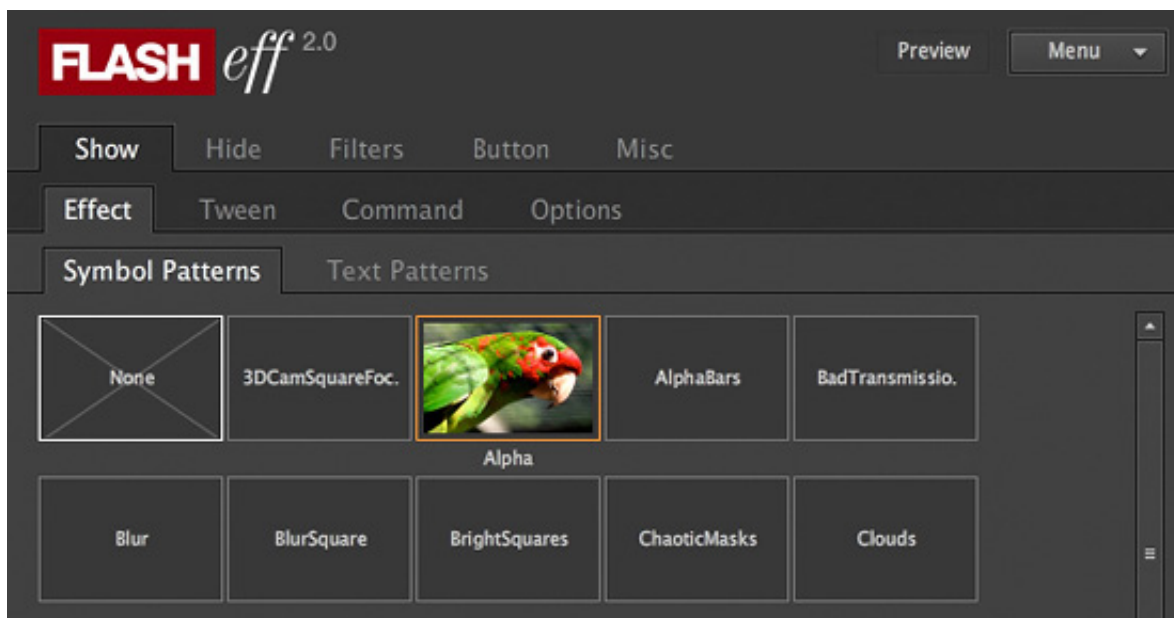 FLASH eff 2.0
Preview Menu
Show Hide Filters Button Misc
Effect Tween Command Options
Symbol Patterns Text Patterns
None 3DCamSquareFoc. AlphaBars BadTransmissio.
Alpha
Blur BlurSquare BrightSquares ChaoticMasks Clouds